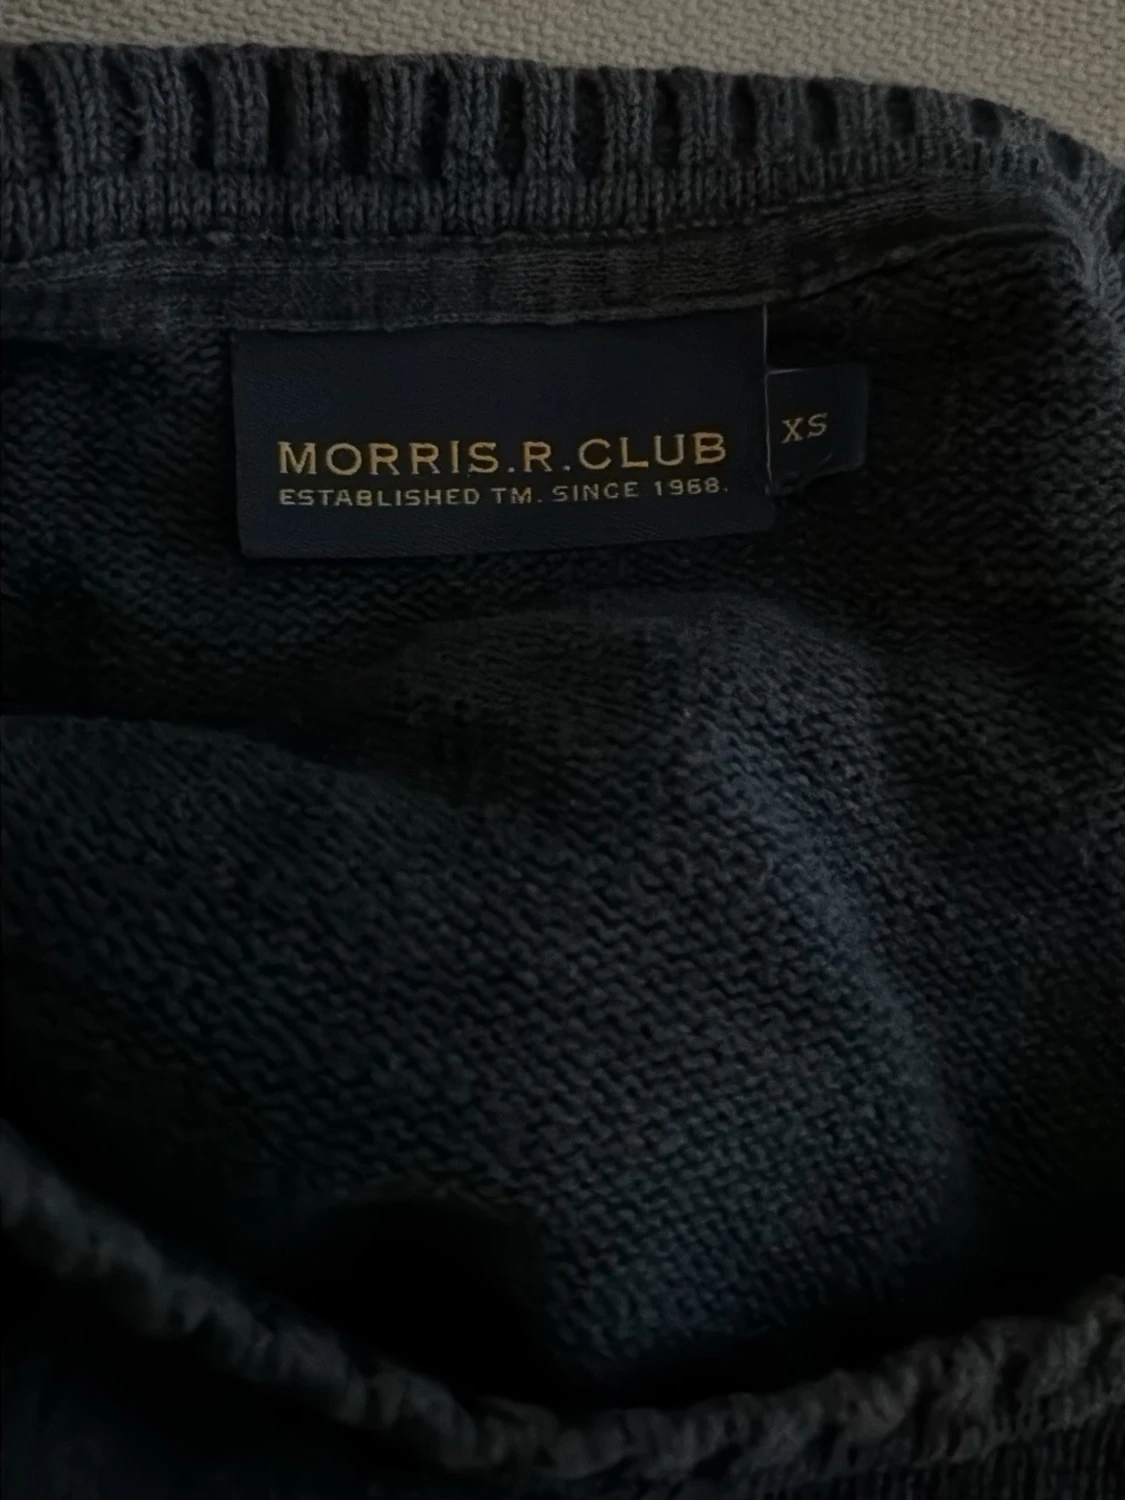 MORRIS.R.CLUB
ESTABLISHED TM. SINCE 1968.
XS